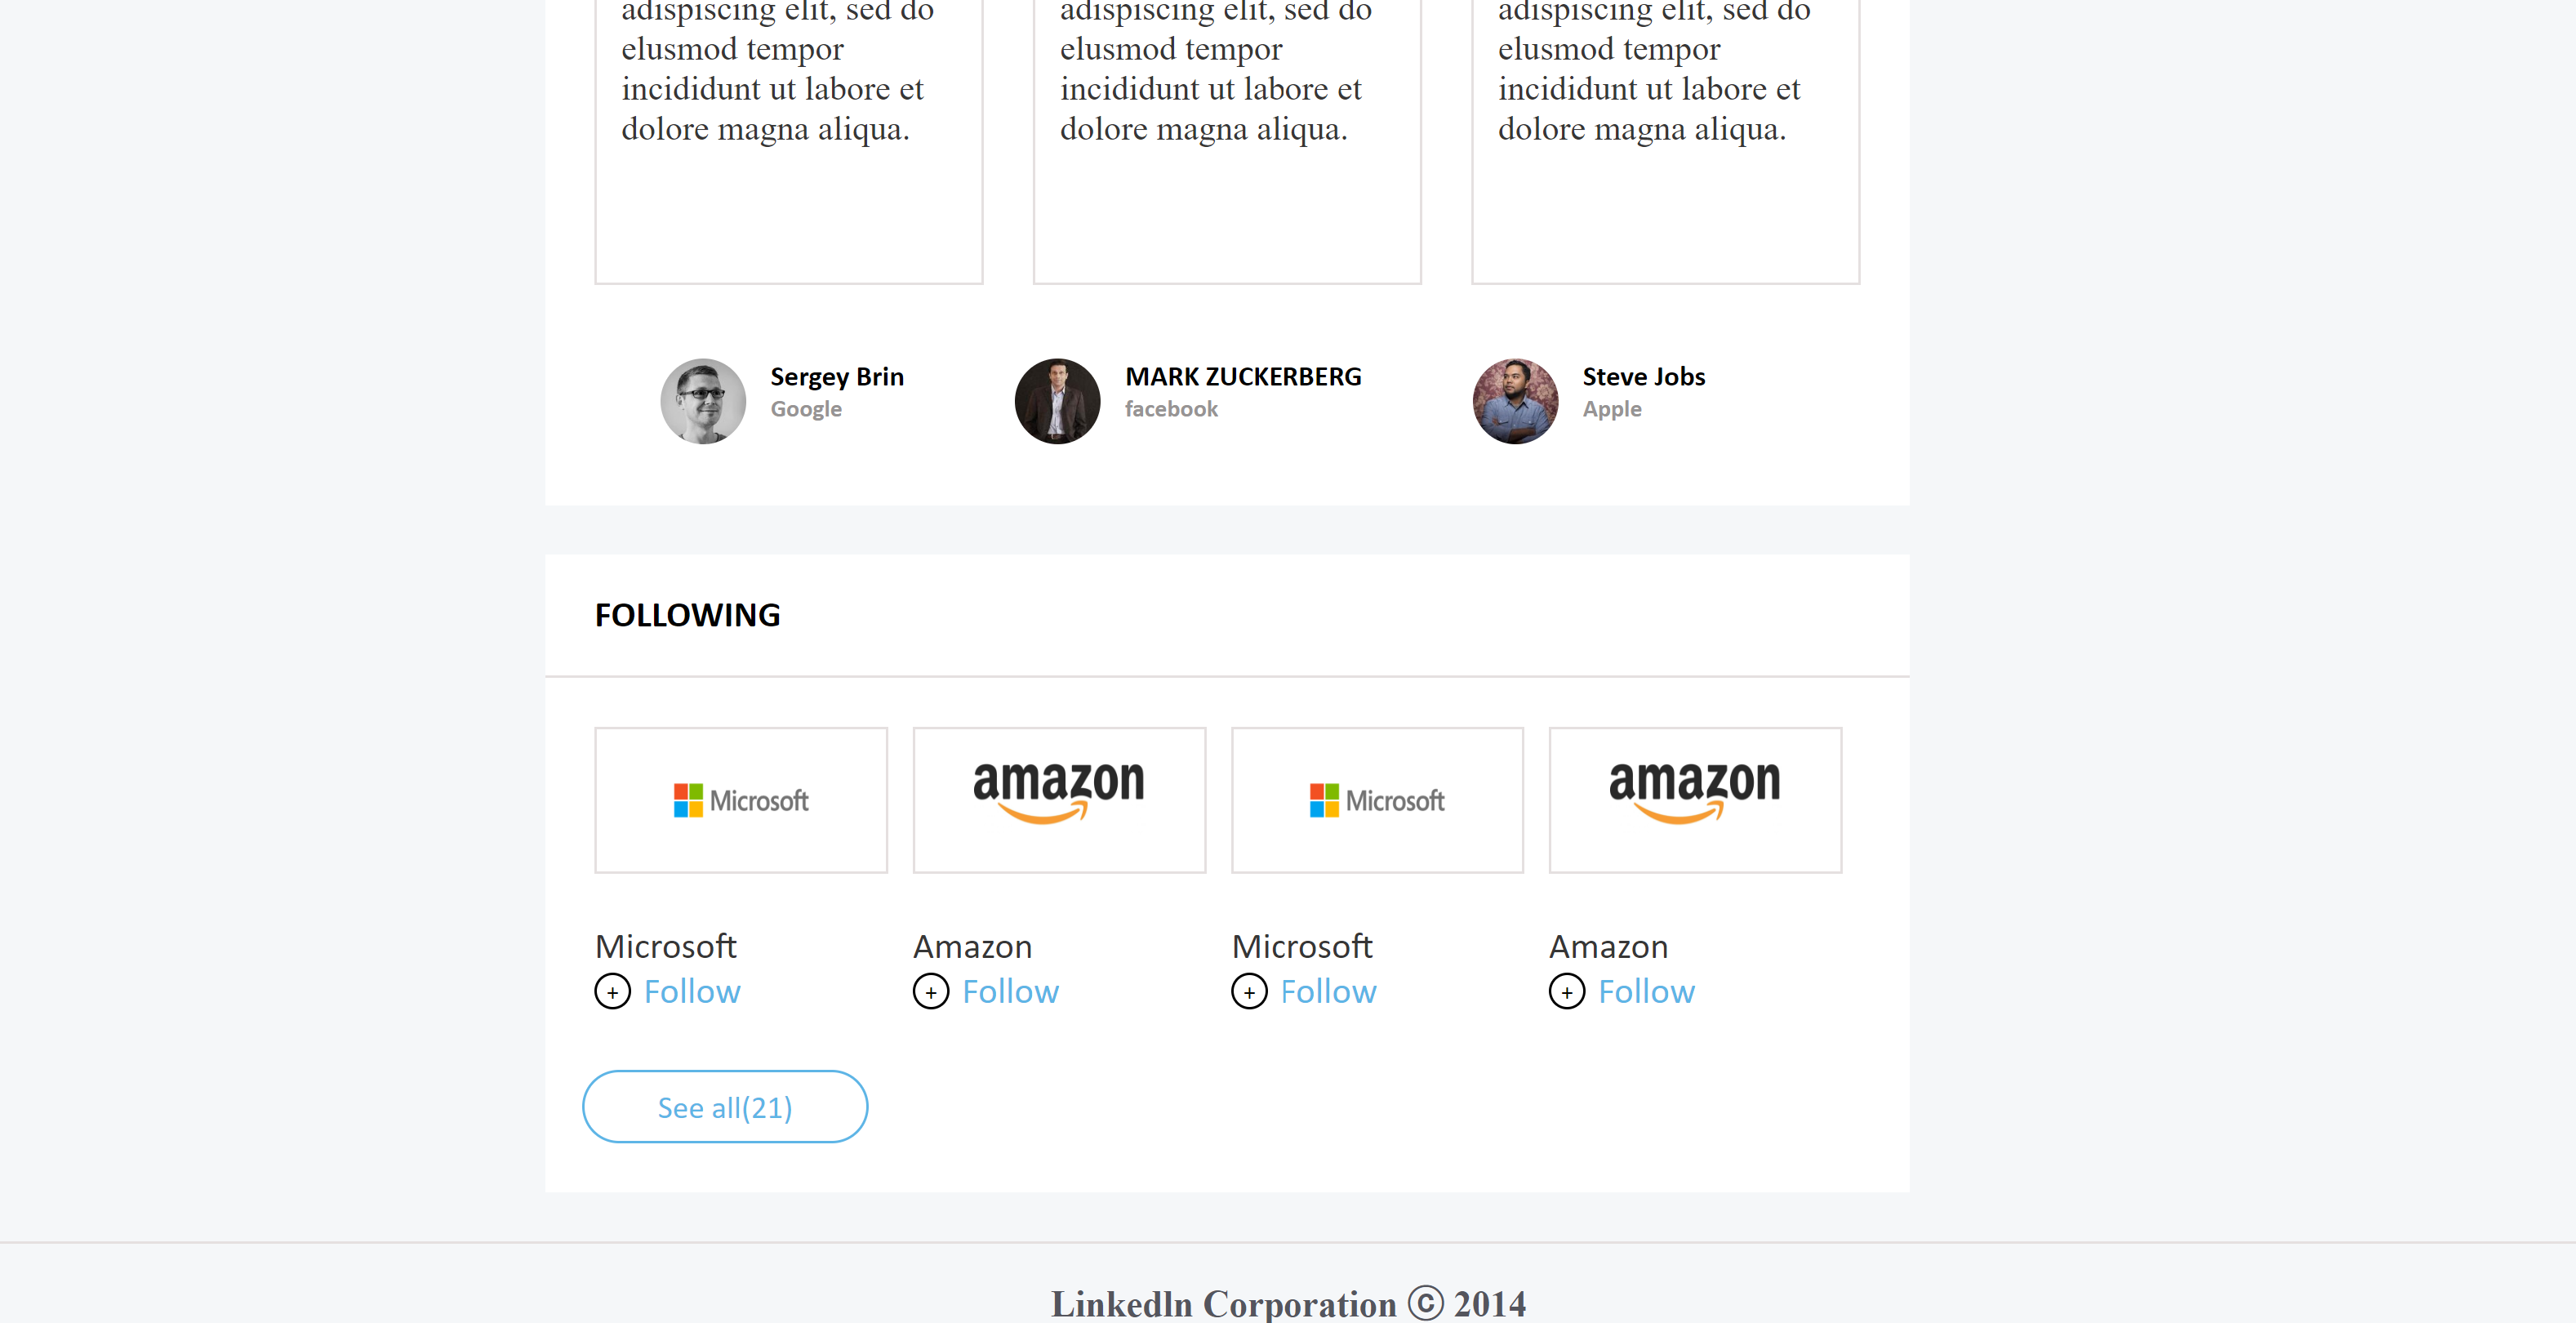 adispiscing elit, sed do
elusmod tempor
incididunt ut labore et
dolore magna aliqua.
adispiscing elit, sed do
elusmod tempor
incididunt ut labore et
dolore magna aliqua.
adispiscing elit, sed do
elusmod tempor
incididunt ut labore et
dolore magna aliqua.
Sergey Brin
Google
MARK ZUCKERBERG
facebook
Steve Jobs
Apple
FOLLOWING
Microsoft
amazon
Microsoft
amazon
Microsoft
+ Follow
Amazon
+ Follow
Microsoft
+ Follow
Amazon
+ Follow
See all(21)
Linkedln Corporation ⓒ 2014